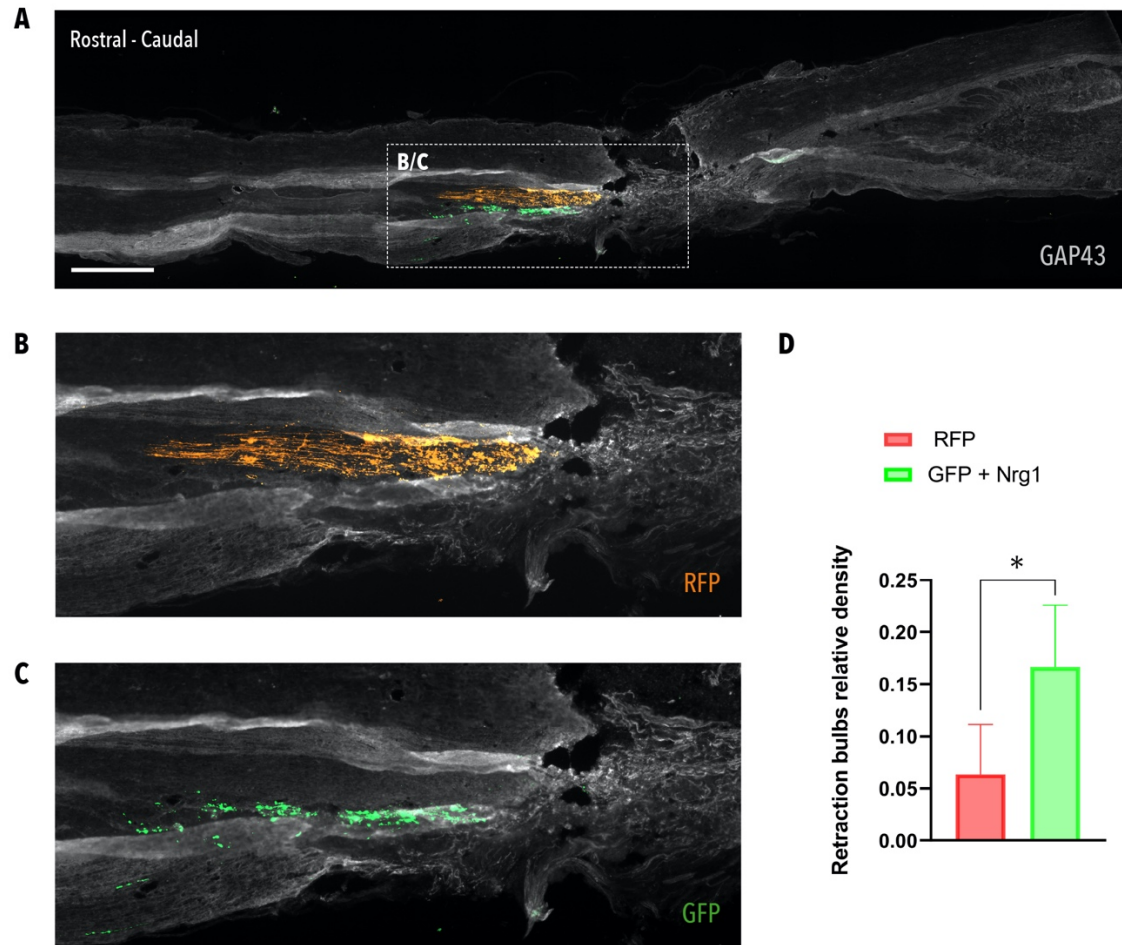 A
Rostral - Caudal
B/C
GAP43
B
RFP
C
GFP
D
RFP
GFP + Nrg1
Retraction bulbs relative density
0.25
0.20
0.15
0.10
0.05
0.00
*